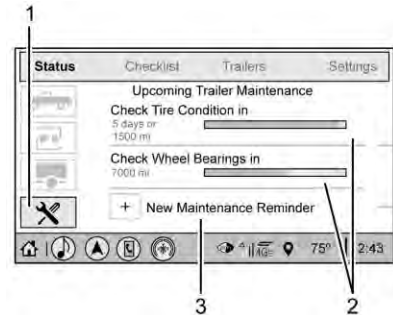 1
Status Checklist Trailers Settings
Upcoming Trailer Maintenance
Check Tire Condition in
5 days or
1500 mi
Check Wheel Bearings in
7000 mi
+ New Maintenance Reminder
4G 75° 2:43
3 2